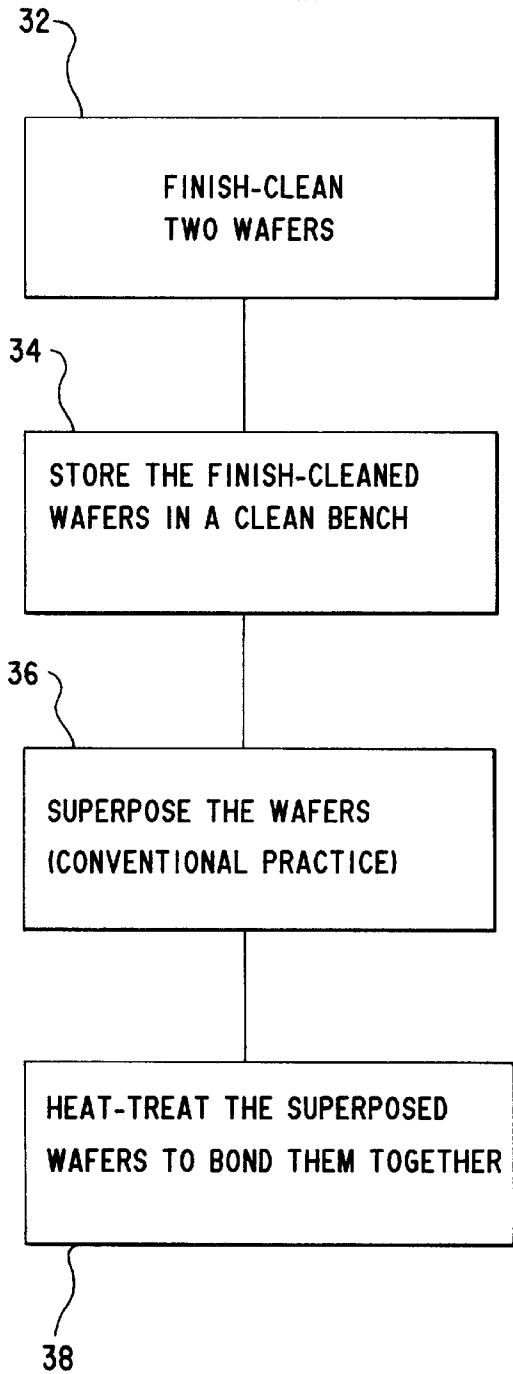 32
FINISH-CLEAN
TWO WAFERS
34
STORE THE FINISH-CLEANED
WAFERS IN A CLEAN BENCH
36
SUPERPOSE THE WAFERS
(CONVENTIONAL PRACTICE)
HEAT-TREAT THE SUPERPOSED
WAFERS TO BOND THEM TOGETHER
38